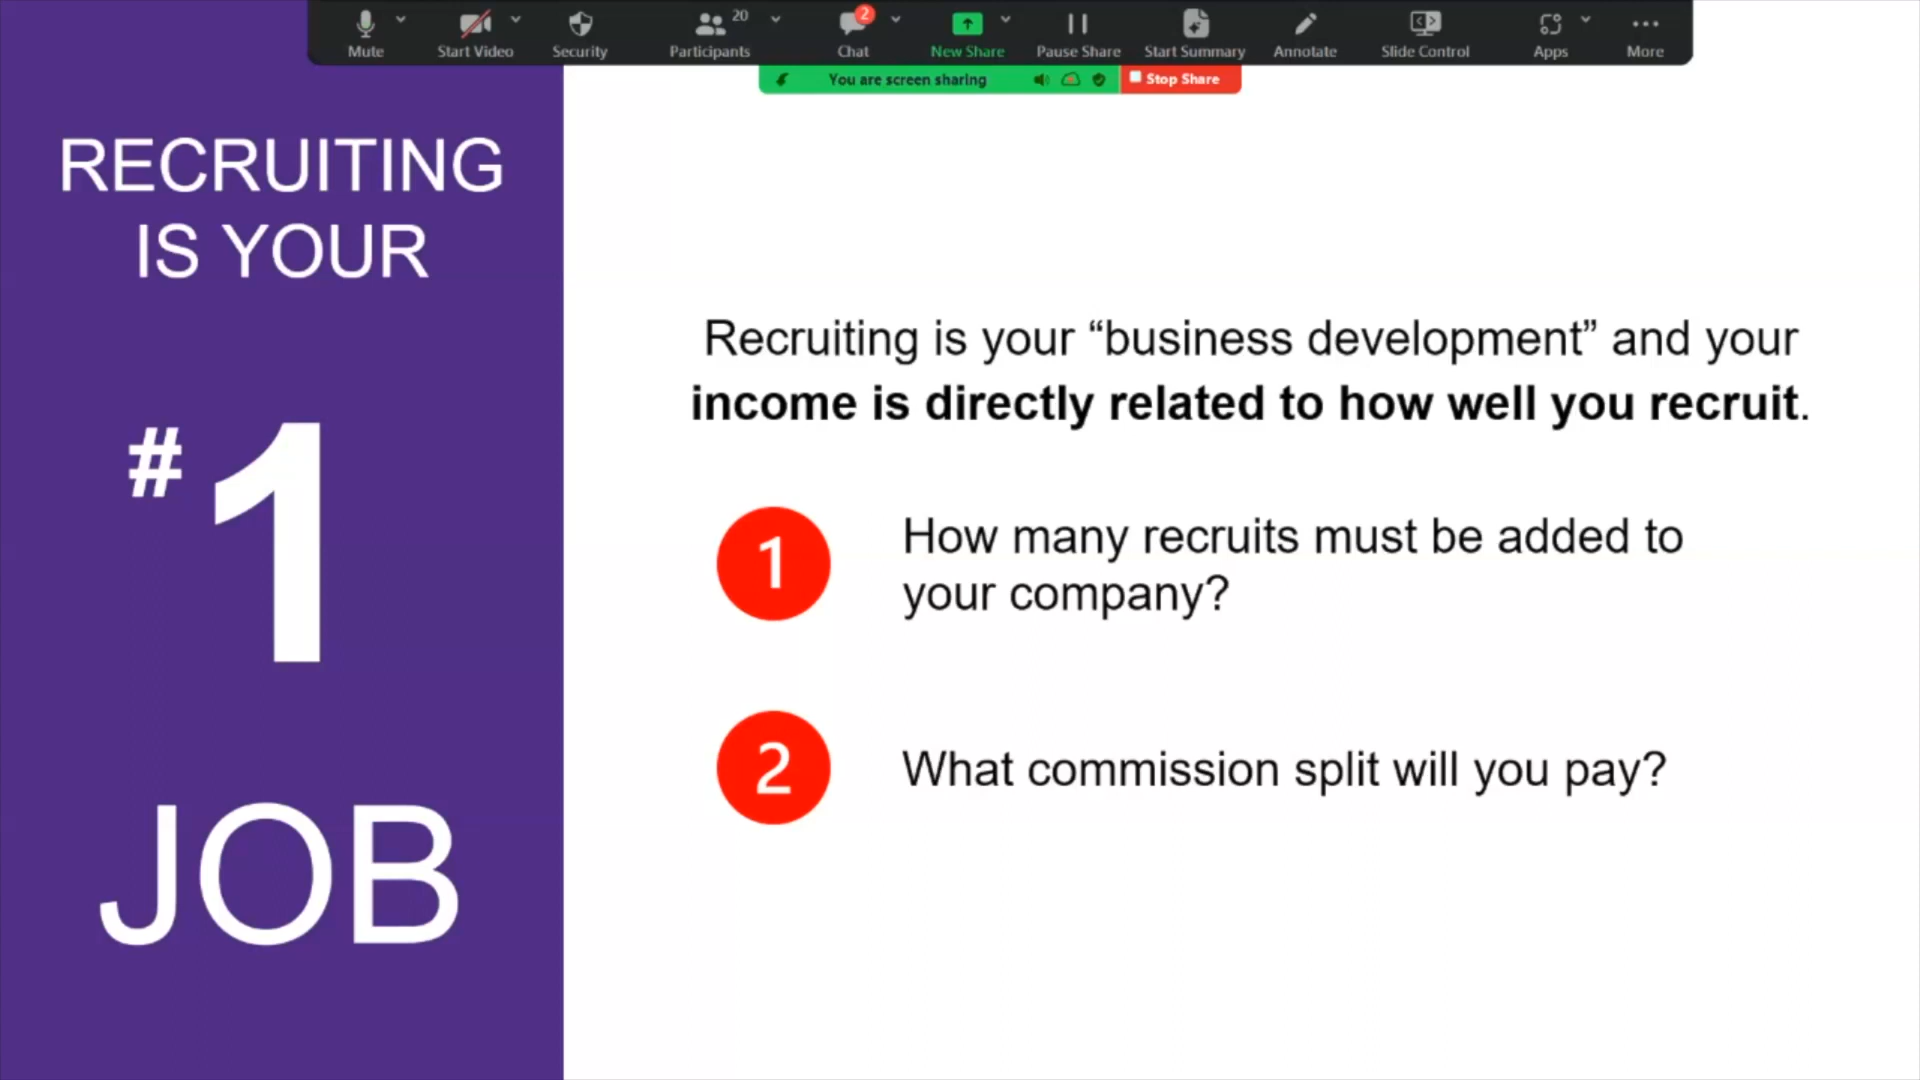 Mute
Start Video
Security
Participants
20
Chat
2
New Share
Pause Share
Start Summary
Annotate
Slide Control
Apps
More
You are screen sharing
Stop Share
RECRUITING
IS YOUR
#1
JOB
Recruiting is your “business development” and your
income is directly related to how well you recruit.
1
How many recruits must be added to
your company?
2
What commission split will you pay?